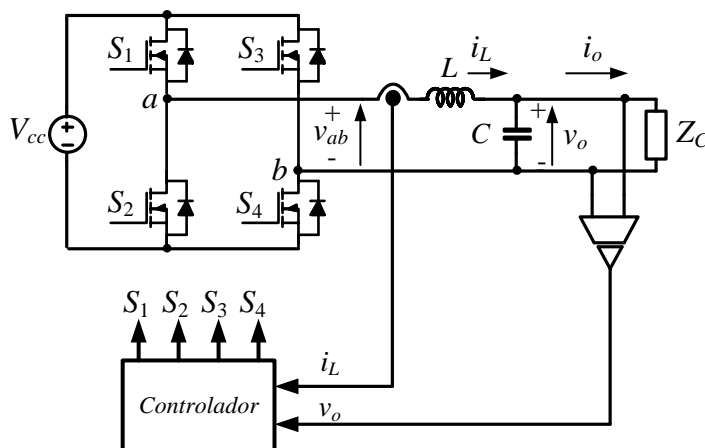 S1
S3
L
iL
io
a
Vcc
+
-
+
vab
-
C
+
vo
-
ZC
b
S2
S4
S1 S2 S3 S4
iL
Controlador
vo